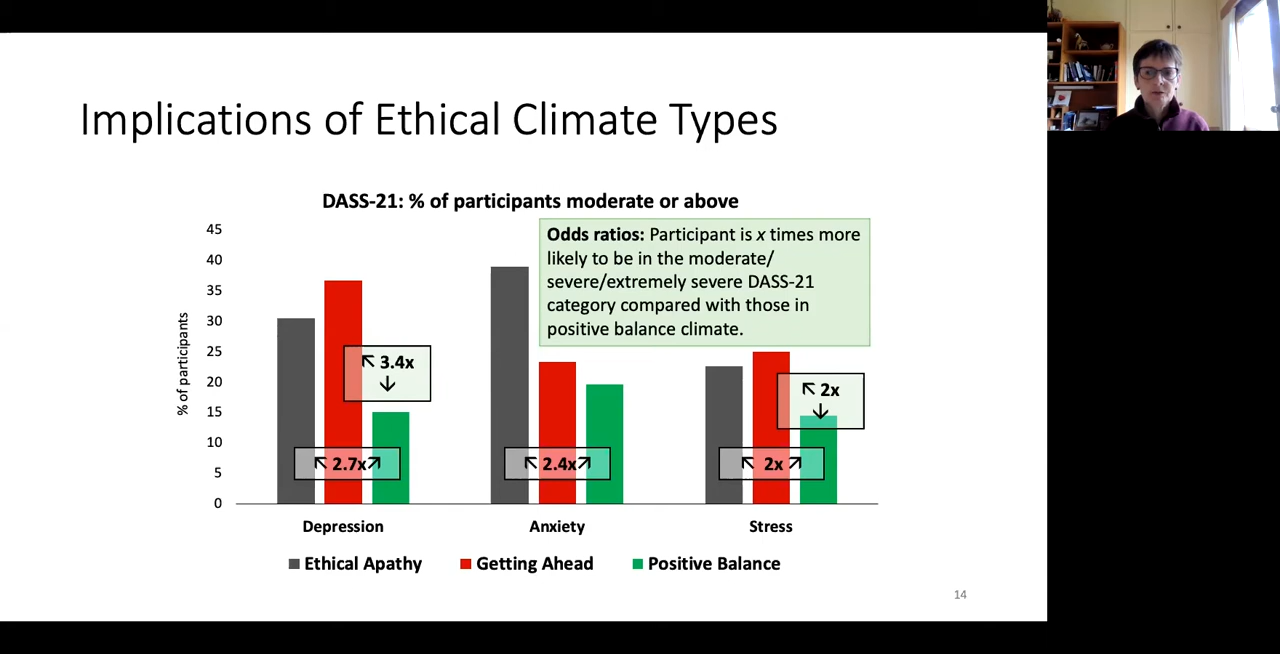 Implications of Ethical Climate Types
DASS-21: % of participants moderate or above
Odds ratios: Participant is x times more
likely to be in the moderate/
severe/extremely severe DASS-21
category compared with those in
positive balance climate.
% of participants
45
40
35
30
25
20
15
10
5
0
↖ 3.4x
↓
↖ 2.7x↗
↖ 2.4x↗
↖ 2x
↓
↖ 2x ↗
Depression
Anxiety
Stress
Ethical Apathy
Getting Ahead
Positive Balance
14